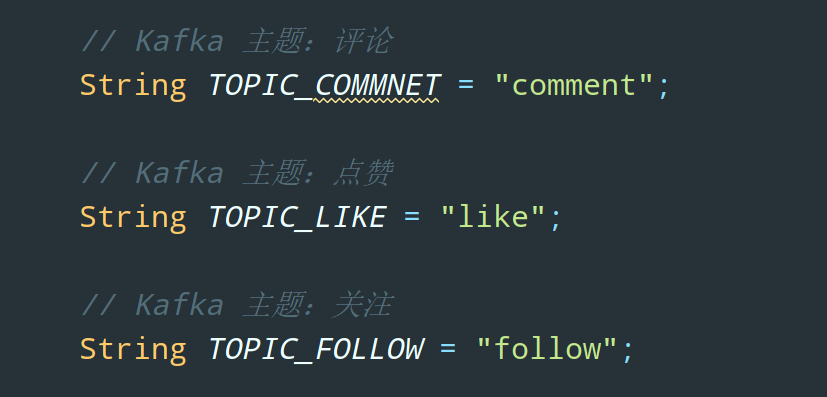 // Kafka 主题：评论
String TOPIC_COMMNET = "comment";
// Kafka 主题：点赞
String TOPIC_LIKE = "like";
// Kafka 主题：关注
String TOPIC_FOLLOW = "follow";